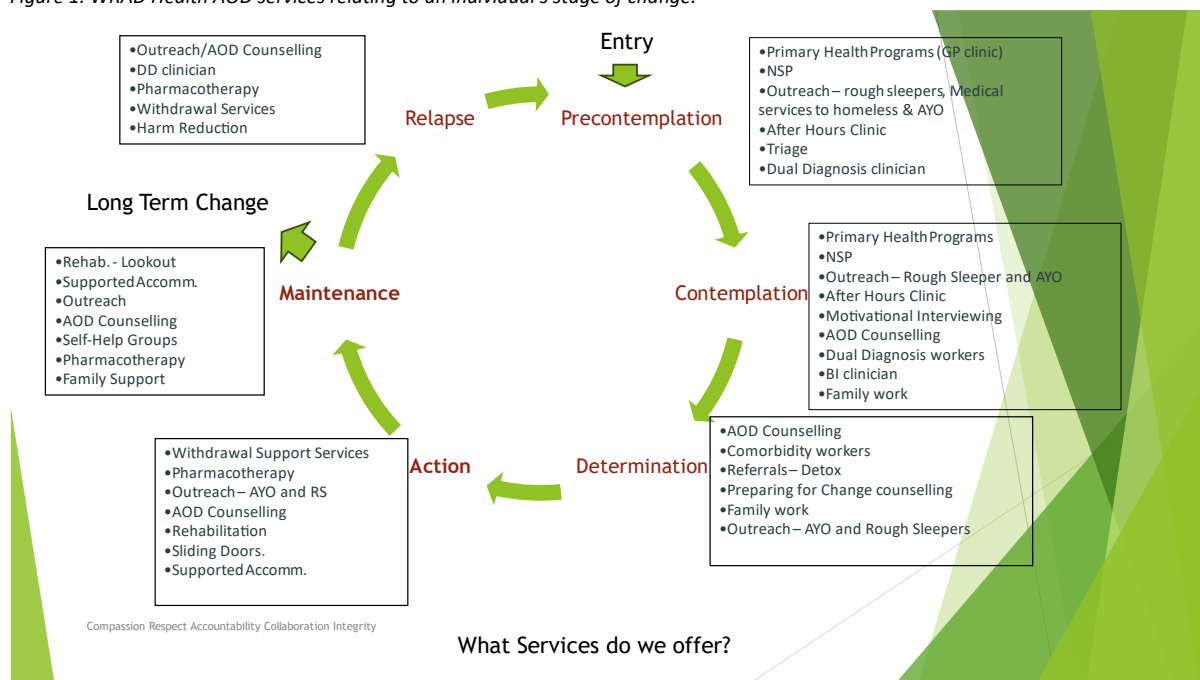 Figure 1: WRAD Health AOD services relating to an individual's stage of change.
Entry
Precontemplation
•Primary Health Programs (GP clinic)
•NSP
•Outreach – rough sleepers, Medical
services to homeless & AYO
•After Hours Clinic
•Triage
•Dual Diagnosis clinician
Contemplation
•Primary Health Programs
•NSP
•Outreach – Rough Sleeper and AYO
•After Hours Clinic
•Motivational Interviewing
•AOD Counselling
•Dual Diagnosis workers
•BI clinician
•Family work
Determination
•AOD Counselling
•Comorbidity workers
•Referrals – Detox
•Preparing for Change counselling
•Family work
•Outreach – AYO and Rough Sleepers
Action
•Withdrawal Support Services
•Pharmacotherapy
•Outreach – AYO and RS
•AOD Counselling
•Rehabilitation
•Sliding Doors.
•Supported Accomm.
Maintenance
•Rehab. - Lookout
•Supported Accomm.
•Outreach
•AOD Counselling
•Self-Help Groups
•Pharmacotherapy
•Family Support
Long Term Change
Relapse
•Outreach/AOD Counselling
•DD clinician
•Pharmacotherapy
•Withdrawal Services
•Harm Reduction
Compassion Respect Accountability Collaboration Integrity
What Services do we offer?